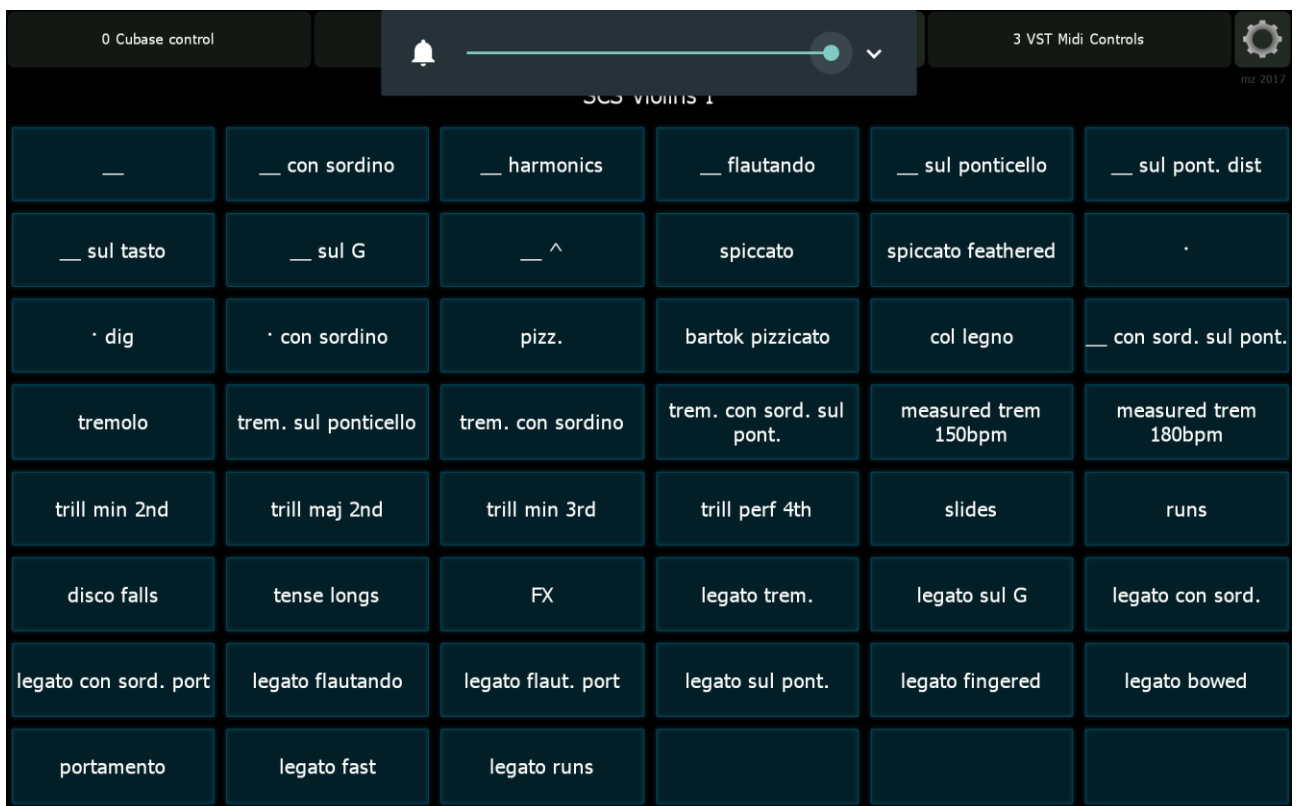 0 Cubase control
3 VST Midi Controls
mz 2017
SCS Violins 1
__
__ con sordino
__ harmonics
__ flautando
__ sul ponticello
__ sul pont. dist
__ sul tasto
__ sul G
__ ^
spiccato
spiccato feathered
·
· dig
· con sordino
pizz.
bartok pizzicato
col legno
__ con sord. sul pont.
tremolo
trem. sul ponticello
trem. con sordino
trem. con sord. sul
pont.
measured trem
150bpm
measured trem
180bpm
trill min 2nd
trill maj 2nd
trill min 3rd
trill perf 4th
slides
runs
disco falls
tense longs
FX
legato trem.
legato sul G
legato con sord.
legato con sord. port
legato flautando
legato flaut. port
legato sul pont.
legato fingered
legato bowed
portamento
legato fast
legato runs